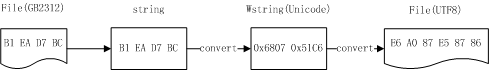 File(GB2312) string Wstring(Unicode) File(UTF8)
B1 EA D7 BC B1 EA D7 BC convert 0x6807 0x51C6 convert E6 A0 87 E5 87 86